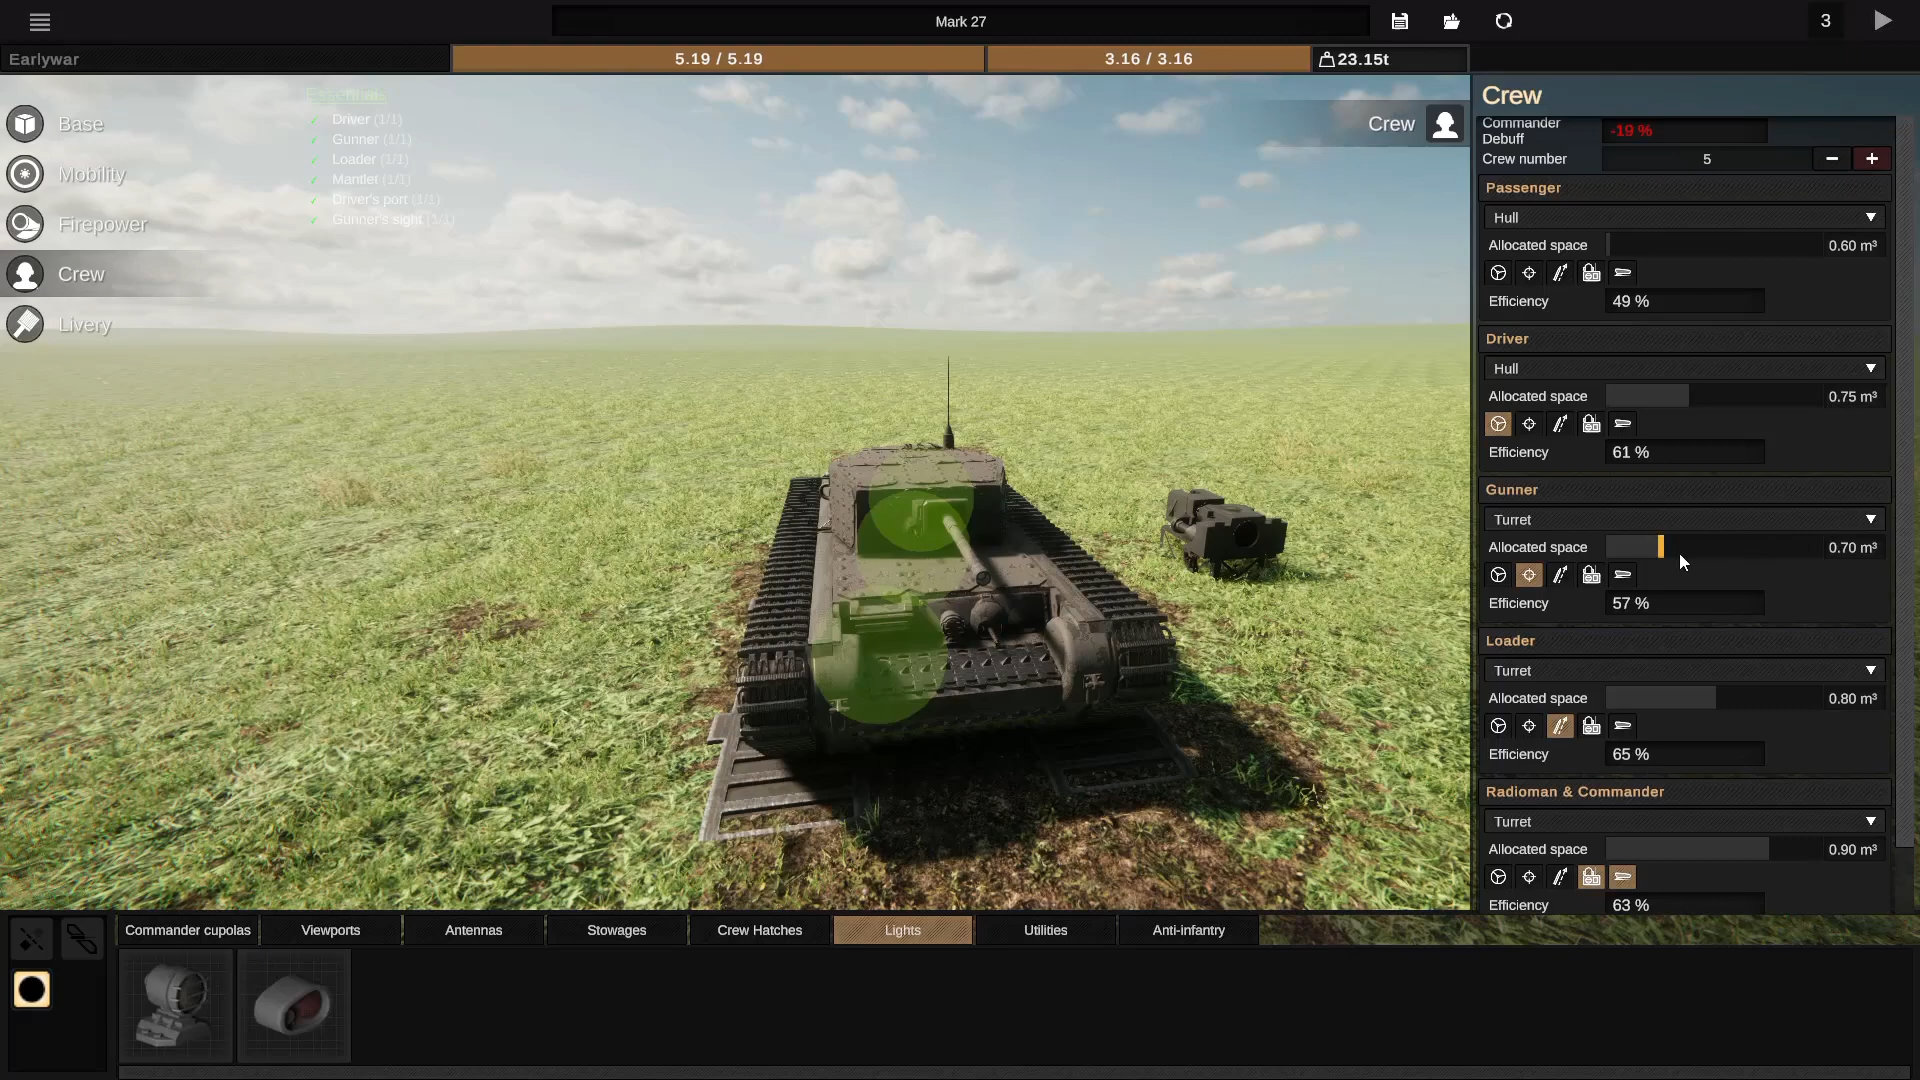 Mark 27
3
Earlywar
5.19 / 5.19
3.16 / 3.16
23.15t
Essentials
Driver (1/1)
Gunner (1/1)
Loader (1/1)
Mantlet (1/1)
Driver's port (1/1)
Gunner's sight (1/1)
Base
Mobility
Firepower
Crew
Livery
Crew
Crew
Commander
Debuff
-19 %
Crew number
5
Passenger
Hull
Allocated space
0.60 m³
Efficiency
49 %
Driver
Hull
Allocated space
0.75 m³
Efficiency
61 %
Gunner
Turret
Allocated space
0.70 m³
Efficiency
57 %
Loader
Turret
Allocated space
0.80 m³
Efficiency
65 %
Radioman & Commander
Turret
Allocated space
0.90 m³
Efficiency
63 %
Commander cupolas
Viewports
Antennas
Stowages
Crew Hatches
Lights
Utilities
Anti-infantry